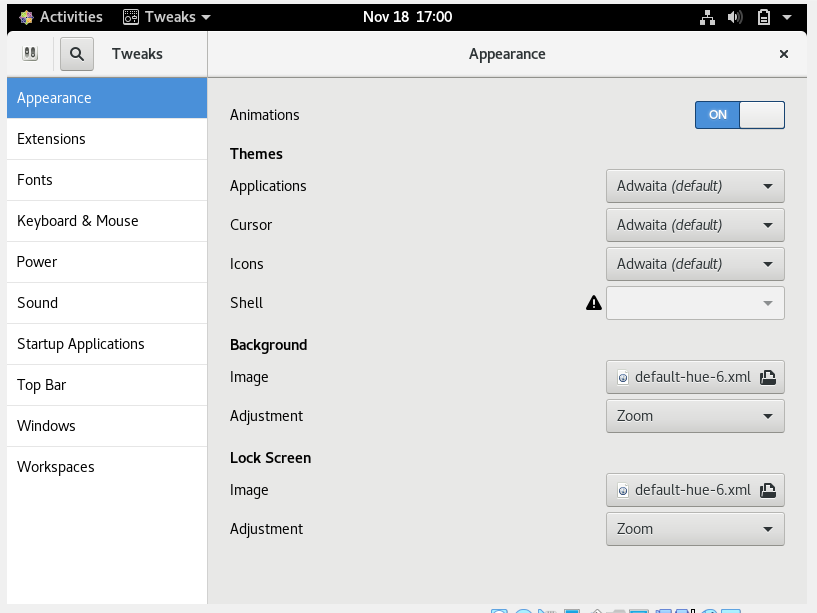 Activities Tweaks Nov 18 17:00
Tweaks Appearance
Appearance
Extensions
Fonts
Keyboard & Mouse
Power
Sound
Startup Applications
Top Bar
Windows
Workspaces
Animations ON
Themes
Applications Adwaita (default)
Cursor Adwaita (default)
Icons Adwaita (default)
Shell
Background
Image default-hue-6.xml
Adjustment Zoom
Lock Screen
Image default-hue-6.xml
Adjustment Zoom